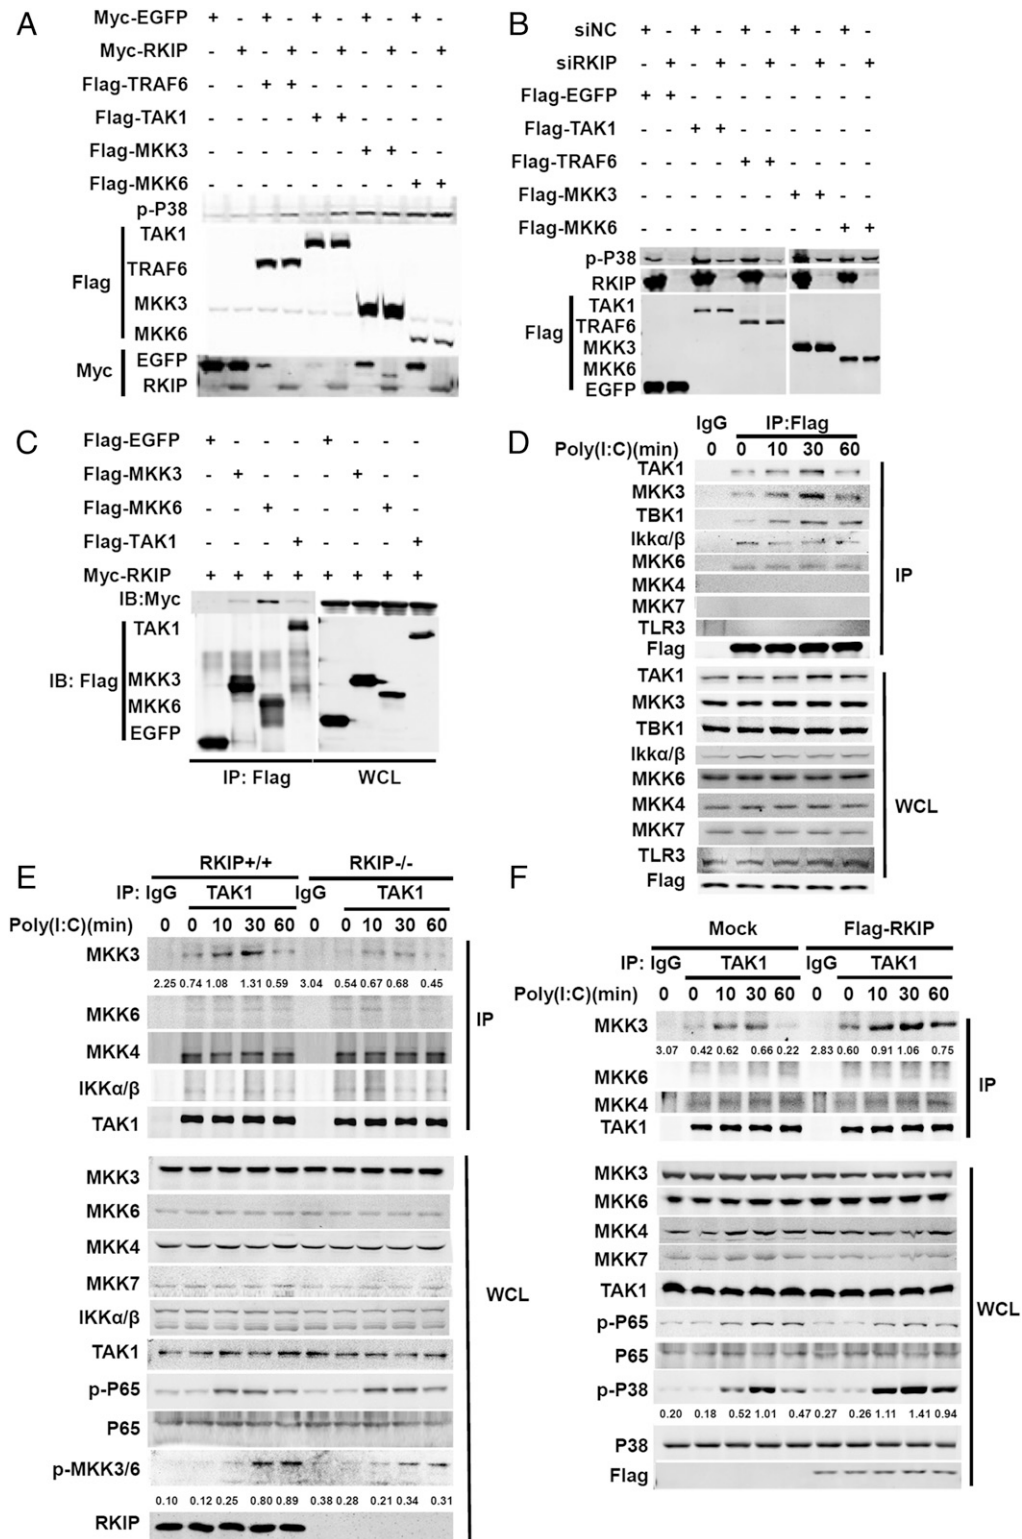 A
Myc-EGFP + - + - + - + - + -
Myc-RKIP - + - + - + - + - +
Flag-TRAF6 - - + + - - - - - -
Flag-TAK1 - - - - + + - - - -
Flag-MKK3 - - - - - - + + - -
Flag-MKK6 - - - - - - - - + +
p-P38
Flag
TAK1
TRAF6
MKK3
MKK6
Myc
EGFP
RKIP
B
siNC + - + - + - + - + -
siRKIP - + - + - + - + - +
Flag-EGFP + + - - - - - - - -
Flag-TAK1 - - + + - - - - - -
Flag-TRAF6 - - - - + + - - - -
Flag-MKK3 - - - - - - + + - -
Flag-MKK6 - - - - - - - - + +
p-P38
RKIP
Flag
TAK1
TRAF6
MKK3
MKK6
EGFP
C
Flag-EGFP + - - - + - - -
Flag-MKK3 - + - - - + - -
Flag-MKK6 - - + - - - + -
Flag-TAK1 - - - + - - - +
Myc-RKIP + + + + + + + +
IB:Myc
IB: Flag
TAK1
MKK3
MKK6
EGFP
IP: Flag WCL
D
IgG IP:Flag
Poly(I:C)(min) 0 0 10 30 60
TAK1
MKK3
TBK1
Ikkα/β
MKK6
MKK4
MKK7
TLR3
Flag
IP
TAK1
MKK3
TBK1
Ikkα/β
MKK6
MKK4
MKK7
TLR3
Flag
WCL
E
RKIP+/+ RKIP-/-
IP: IgG TAK1 IgG TAK1
Poly(I:C)(min) 0 0 10 30 60 0 0 10 30 60
MKK3
2.25 0.74 1.08 1.31 0.59 3.04 0.54 0.67 0.68 0.45
MKK6
MKK4
IKKα/β
TAK1
IP
MKK3
MKK6
MKK4
MKK7
IKKα/β
TAK1
p-P65
P65
p-MKK3/6
0.10 0.12 0.25 0.80 0.89 0.38 0.28 0.21 0.34 0.31
RKIP
WCL
F
Mock Flag-RKIP
IP: IgG TAK1 IgG TAK1
Poly(I:C)(min) 0 0 10 30 60 0 0 10 30 60
MKK3
3.07 0.42 0.62 0.66 0.22 2.83 0.60 0.91 1.06 0.75
MKK6
MKK4
TAK1
IP
MKK3
MKK6
MKK4
MKK7
TAK1
p-P65
P65
p-P38
0.20 0.18 0.52 1.01 0.47 0.27 0.26 1.11 1.41 0.94
P38
Flag
WCL